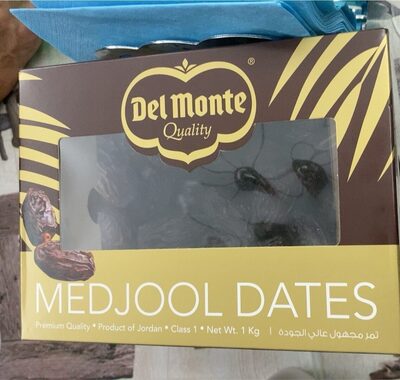 ®
Del Monte
Quality
MEDJOOL DATES
Premium Quality • Product of Jordan • Class 1 • Net Wt. 1 Kg | تمر مجهول عالي الجودة